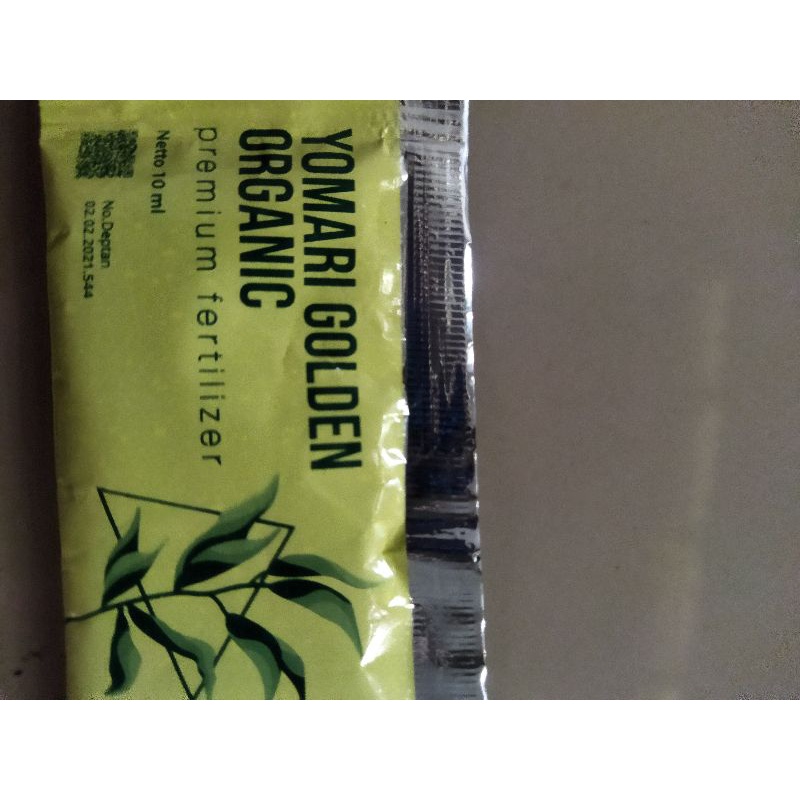 YOMARI GOLDEN
ORGANIC
premium fertilizer
Netto 10 ml
No.Deptan
02.02.2021.544